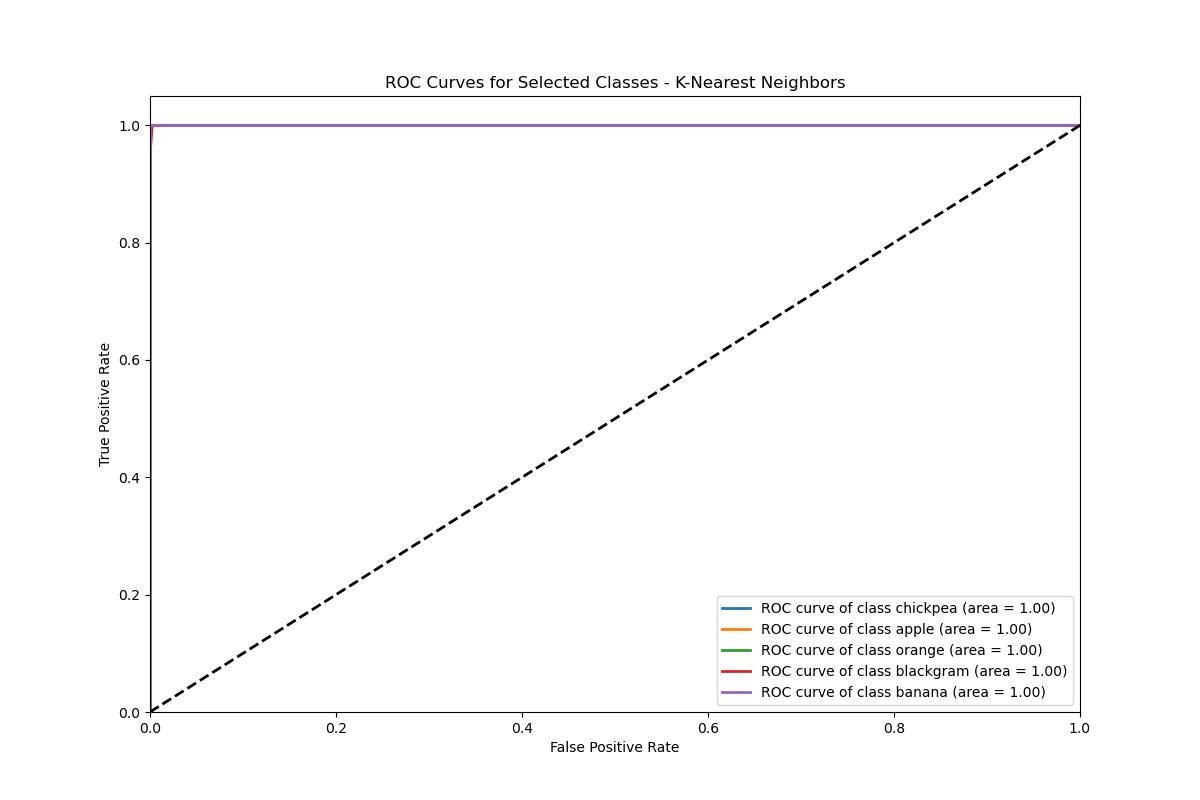 ROC Curves for Selected Classes - K-Nearest Neighbors
1.0
0.8
0.6
0.4
0.2
0.0
True Positive Rate
ROC curve of class chickpea (area = 1.00)
ROC curve of class apple (area = 1.00)
ROC curve of class orange (area = 1.00)
ROC curve of class blackgram (area = 1.00)
ROC curve of class banana (area = 1.00)
0.0 0.2 0.4 0.6 0.8 1.0
False Positive Rate